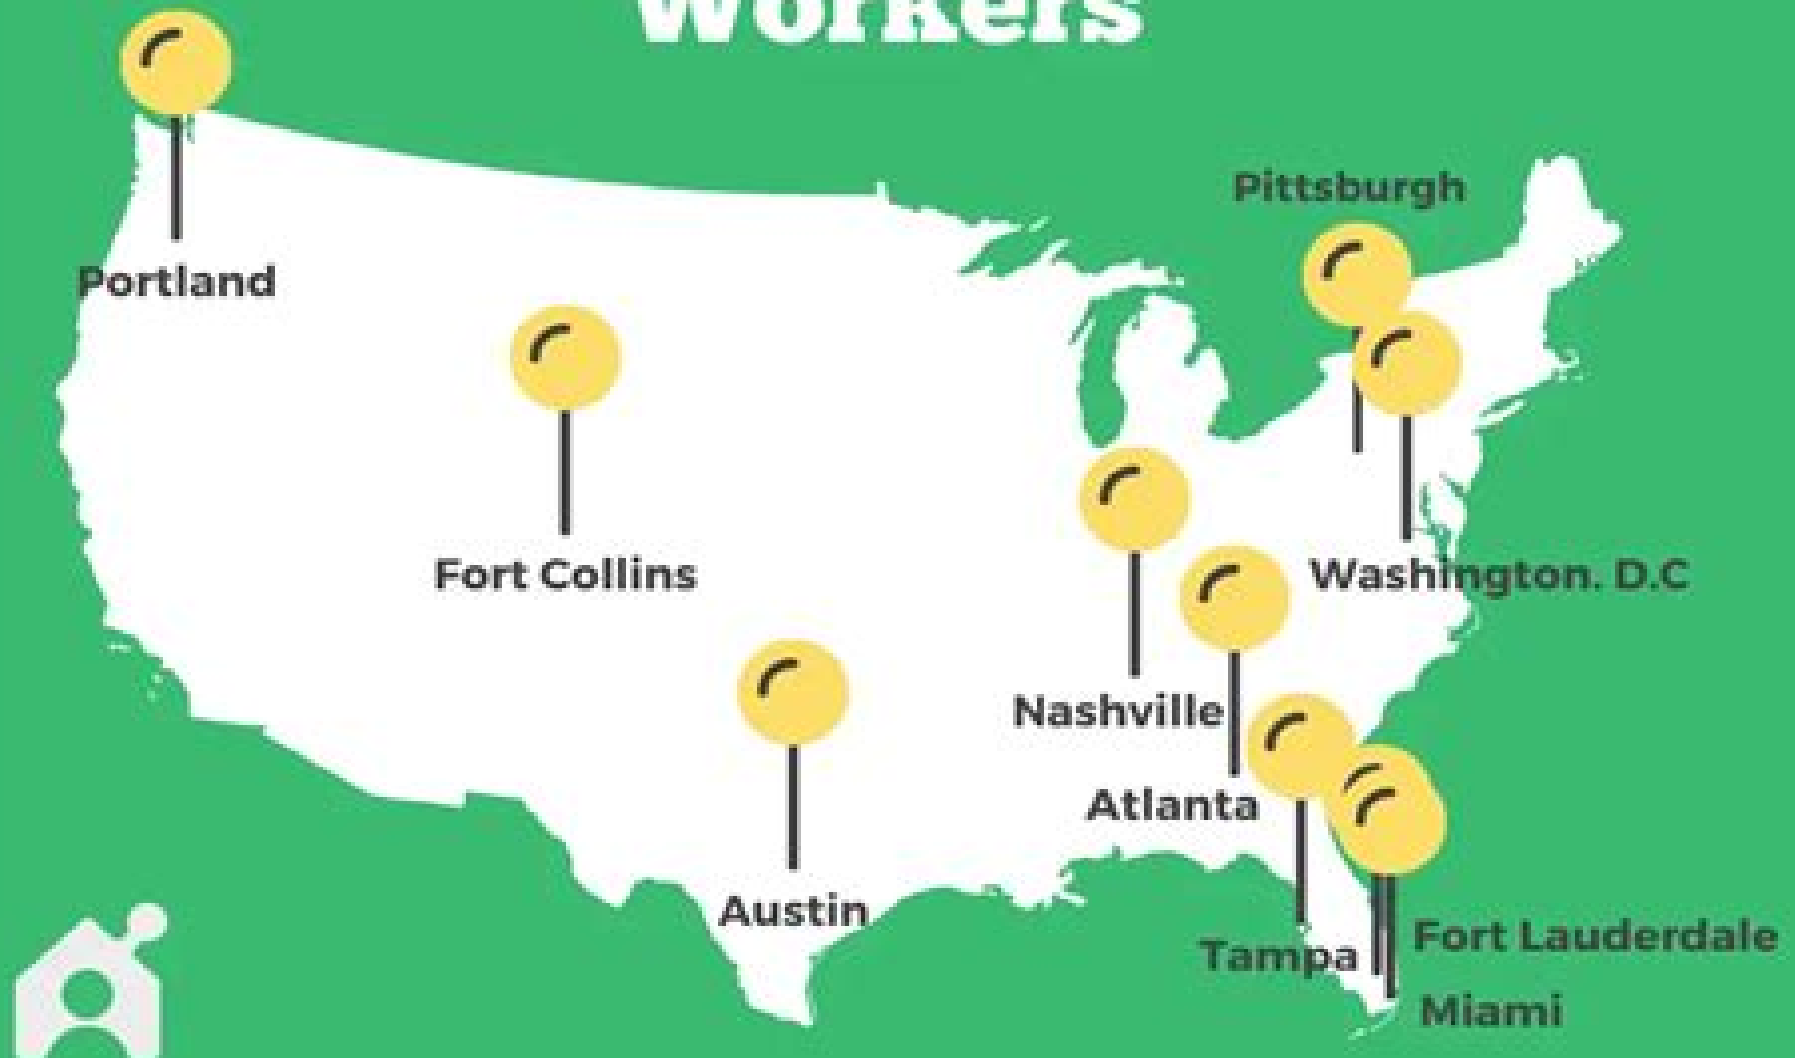 Workers
Pittsburgh
Portland
Fort Collins
Washington. D.C
Nashville
Atlanta
Austin
Fort Lauderdale
Tampa
Miami